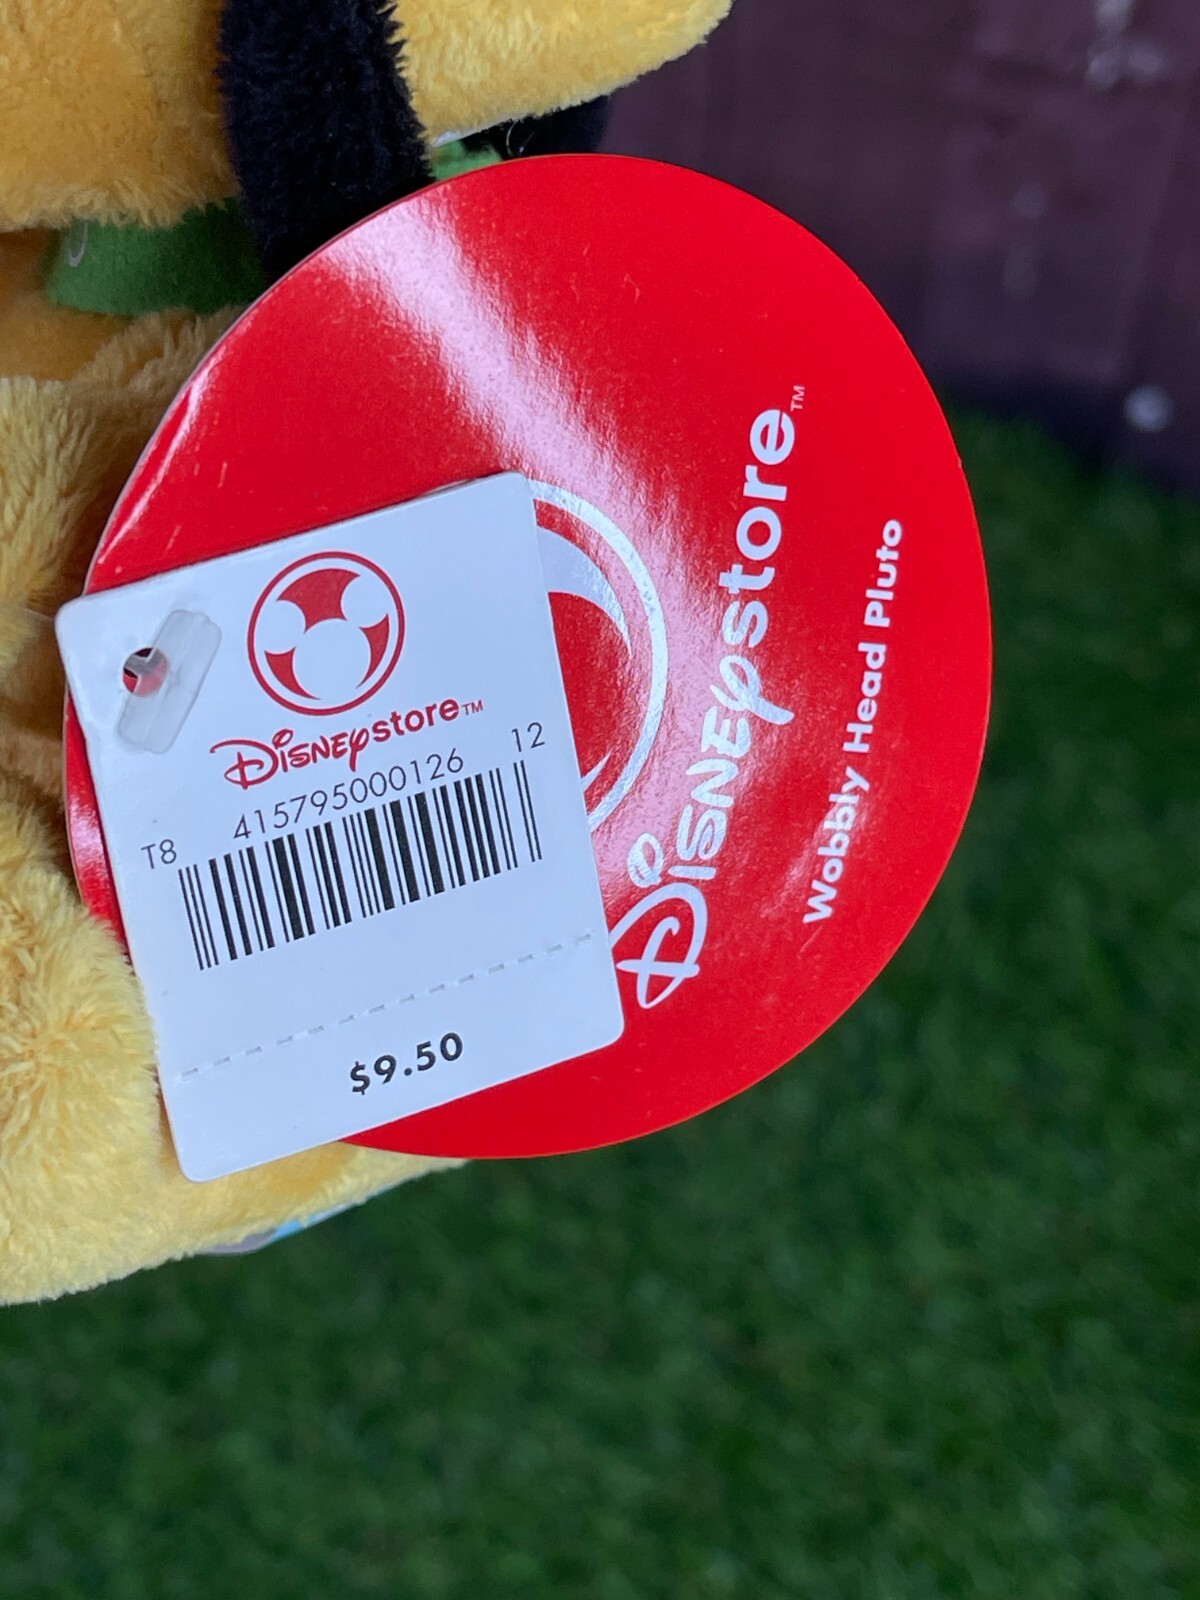 Disneystore™
415795000126 12
T8
$9.50
Disneystore™
Wobbly Head Pluto